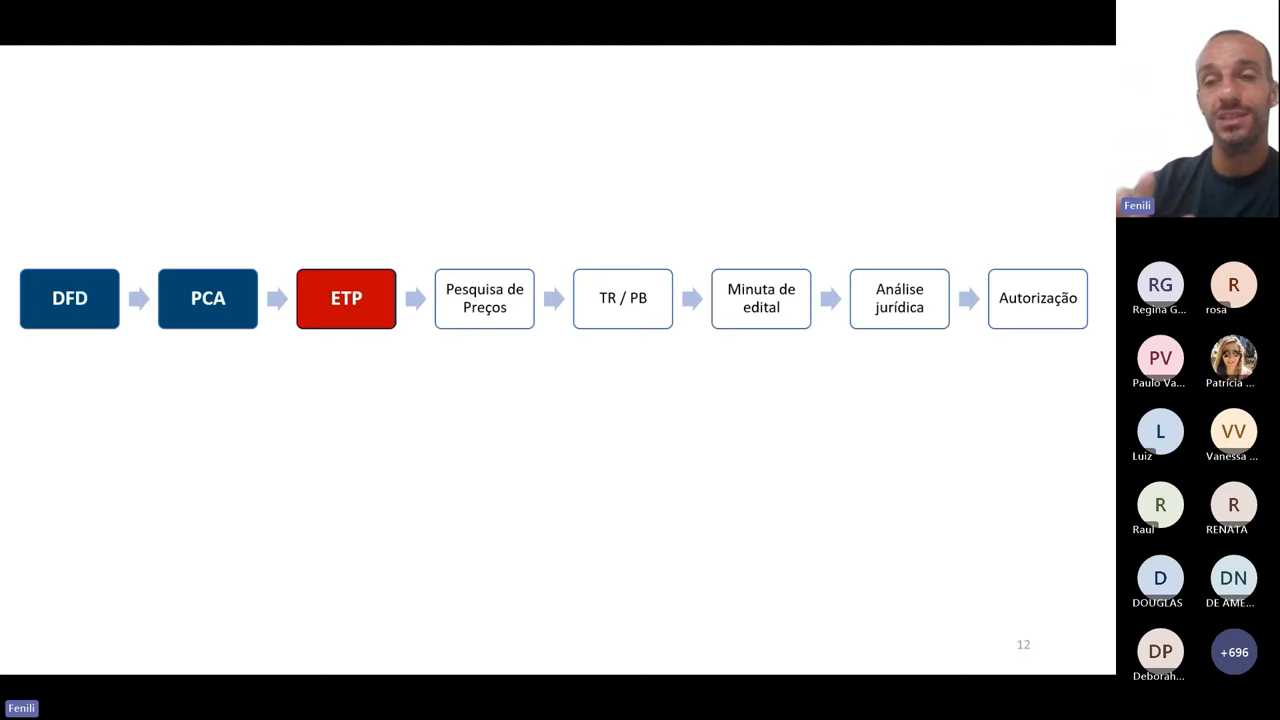 DFD
PCA
ETP
Pesquisa de
Preços
TR / PB
Minuta de
edital
Análise
jurídica
Autorização
12
Fenili
Fenili
RG
Regina G...
R
rosa
PV
Paulo Va...
Patrícia ...
L
Luiz
VV
Vanessa ...
R
Raul
R
RENATA
D
DOUGLAS
DN
DE AME...
DP
Deborah...
+696